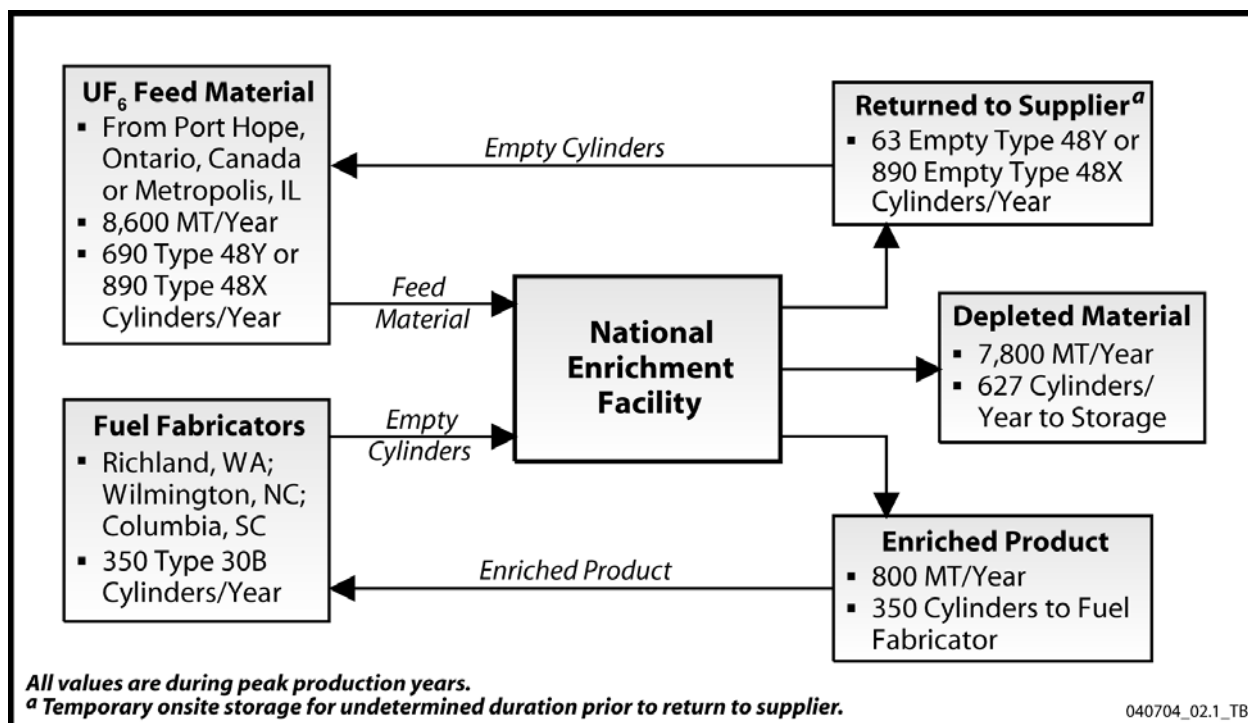 UF₆ Feed Material
▪ From Port Hope,
Ontario, Canada
or Metropolis, IL
▪ 8,600 MT/Year
▪ 690 Type 48Y or
890 Type 48X
Cylinders/Year
Empty Cylinders
Returned to Supplierᵃ
▪ 63 Empty Type 48Y or
890 Empty Type 48X
Cylinders/Year
Feed
Material
National
Enrichment
Facility
Depleted Material
▪ 7,800 MT/Year
▪ 627 Cylinders/
Year to Storage
Fuel Fabricators
▪ Richland, WA;
Wilmington, NC;
Columbia, SC
▪ 350 Type 30B
Cylinders/Year
Empty
Cylinders
Enriched Product
Enriched Product
▪ 800 MT/Year
▪ 350 Cylinders to Fuel
Fabricator
All values are during peak production years.
ᵃ Temporary onsite storage for undetermined duration prior to return to supplier.
040704_02.1_TB